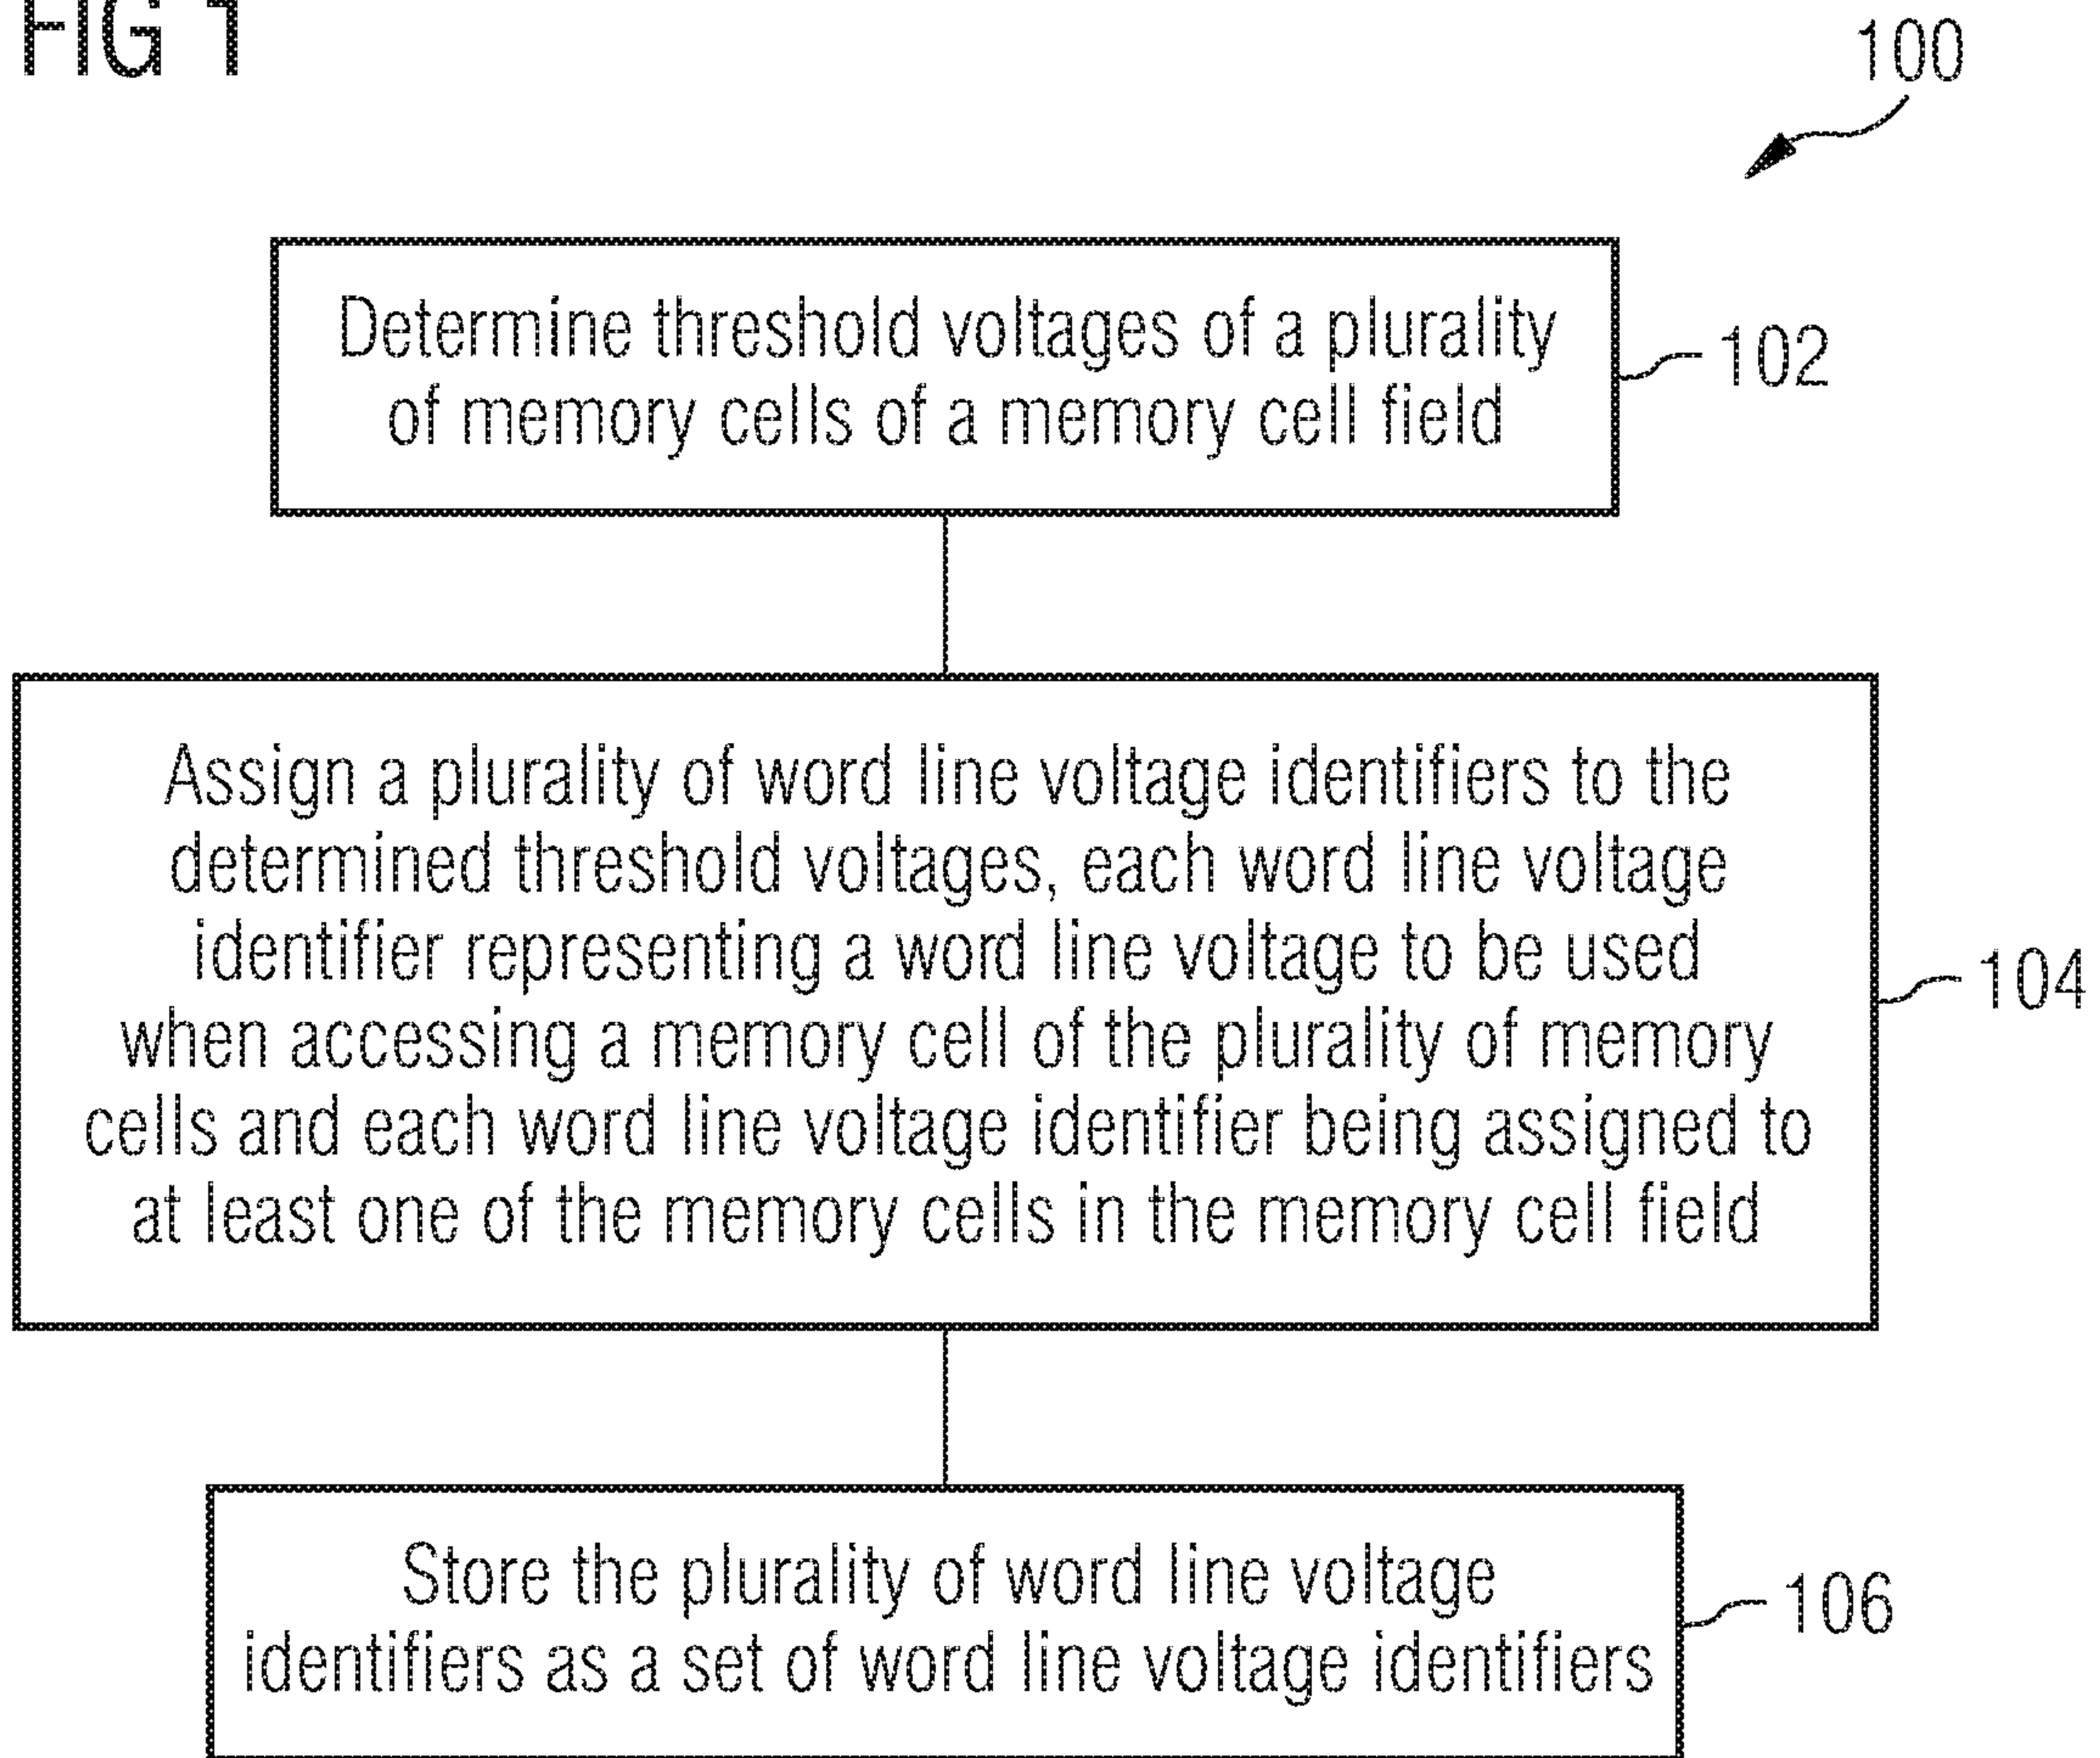 FIG 1
100
Determine threshold voltages of a plurality
of memory cells of a memory cell field
102
Assign a plurality of word line voltage identifiers to the
determined threshold voltages, each word line voltage
identifier representing a word line voltage to be used
when accessing a memory cell of the plurality of memory
cells and each word line voltage identifier being assigned to
at least one of the memory cells in the memory cell field
104
Store the plurality of word line voltage
identifiers as a set of word line voltage identifiers
106